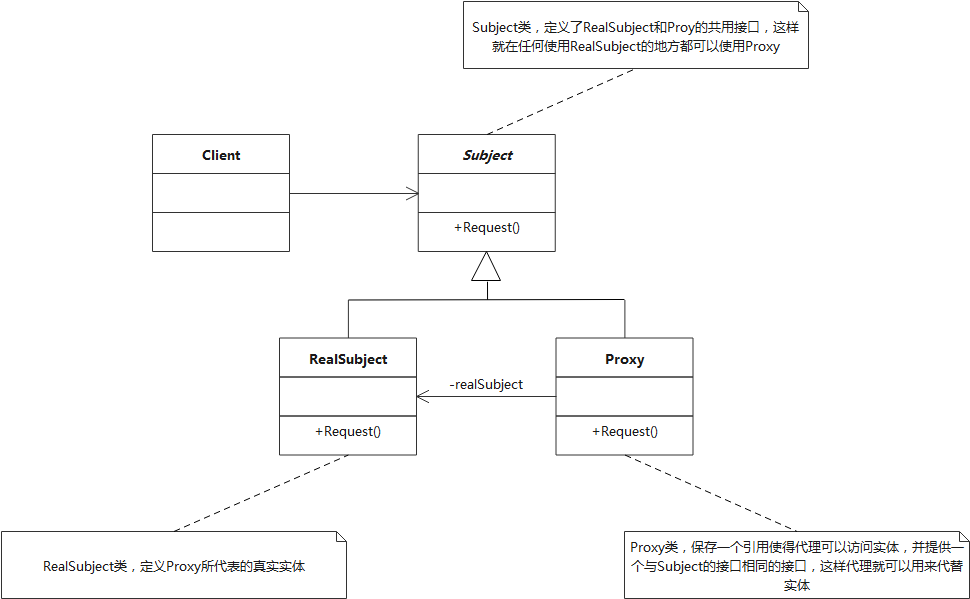 Subject类，定义了RealSubject和Proy的共用接口，这样
就在任何使用RealSubject的地方都可以使用Proxy
Client
Subject
+Request()
RealSubject
Proxy
-realSubject
+Request()
+Request()
RealSubject类，定义Proxy所代表的真实实体
Proxy类，保存一个引用使得代理可以访问实体，并提供一
个与Subject的接口相同的接口，这样代理就可以用来代替
实体